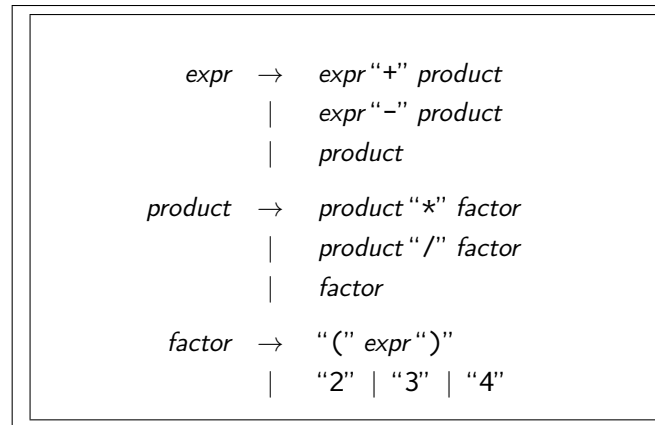 expr → expr “+” product
| expr “-” product
| product
product → product “*” factor
| product “/” factor
| factor
factor → “(” expr “)”
| “2” | “3” | “4”